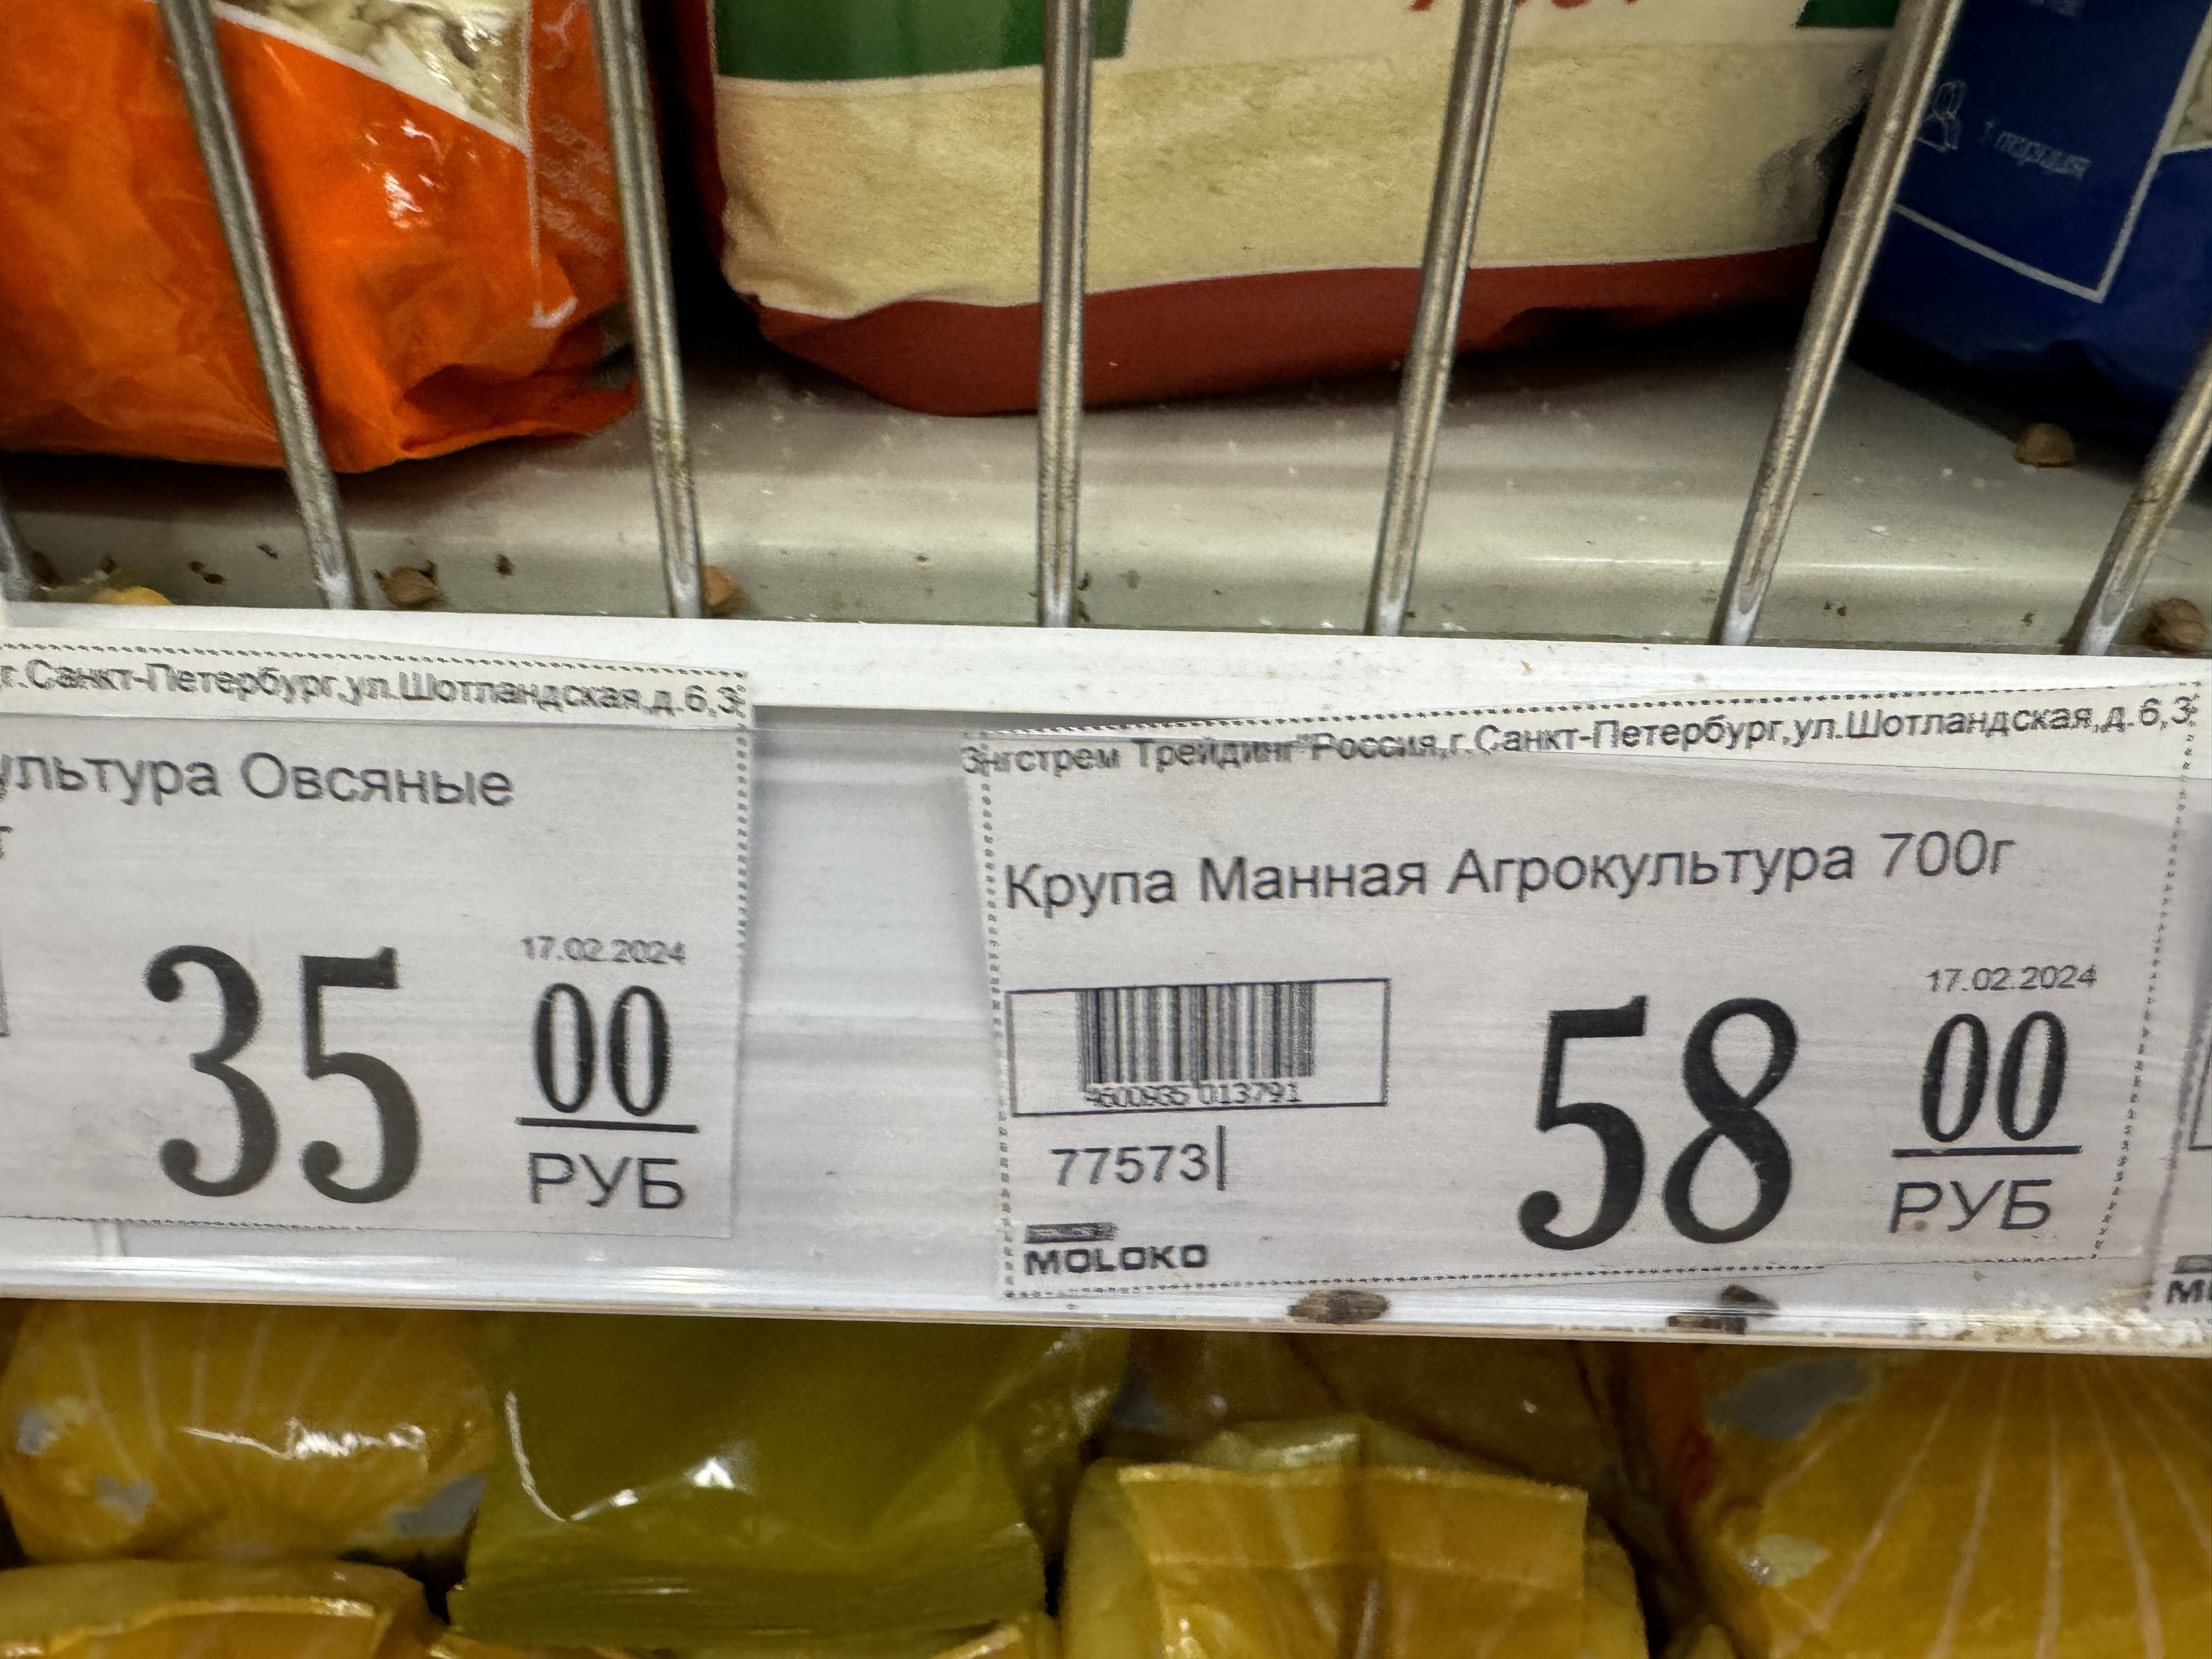 1 порция
г.Санкт-Петербург,ул.Шотландская,д.6,3
ультура Овсяные
г
17.02.2024
35 00
РУБ
Энгстрем Трейдинг"Россия,г.Санкт-Петербург,ул.Шотландская,д.6,3
Крупа Манная Агрокультура 700г
17.02.2024
58 00
РУБ
4600935 013791
77573
MOLOKO